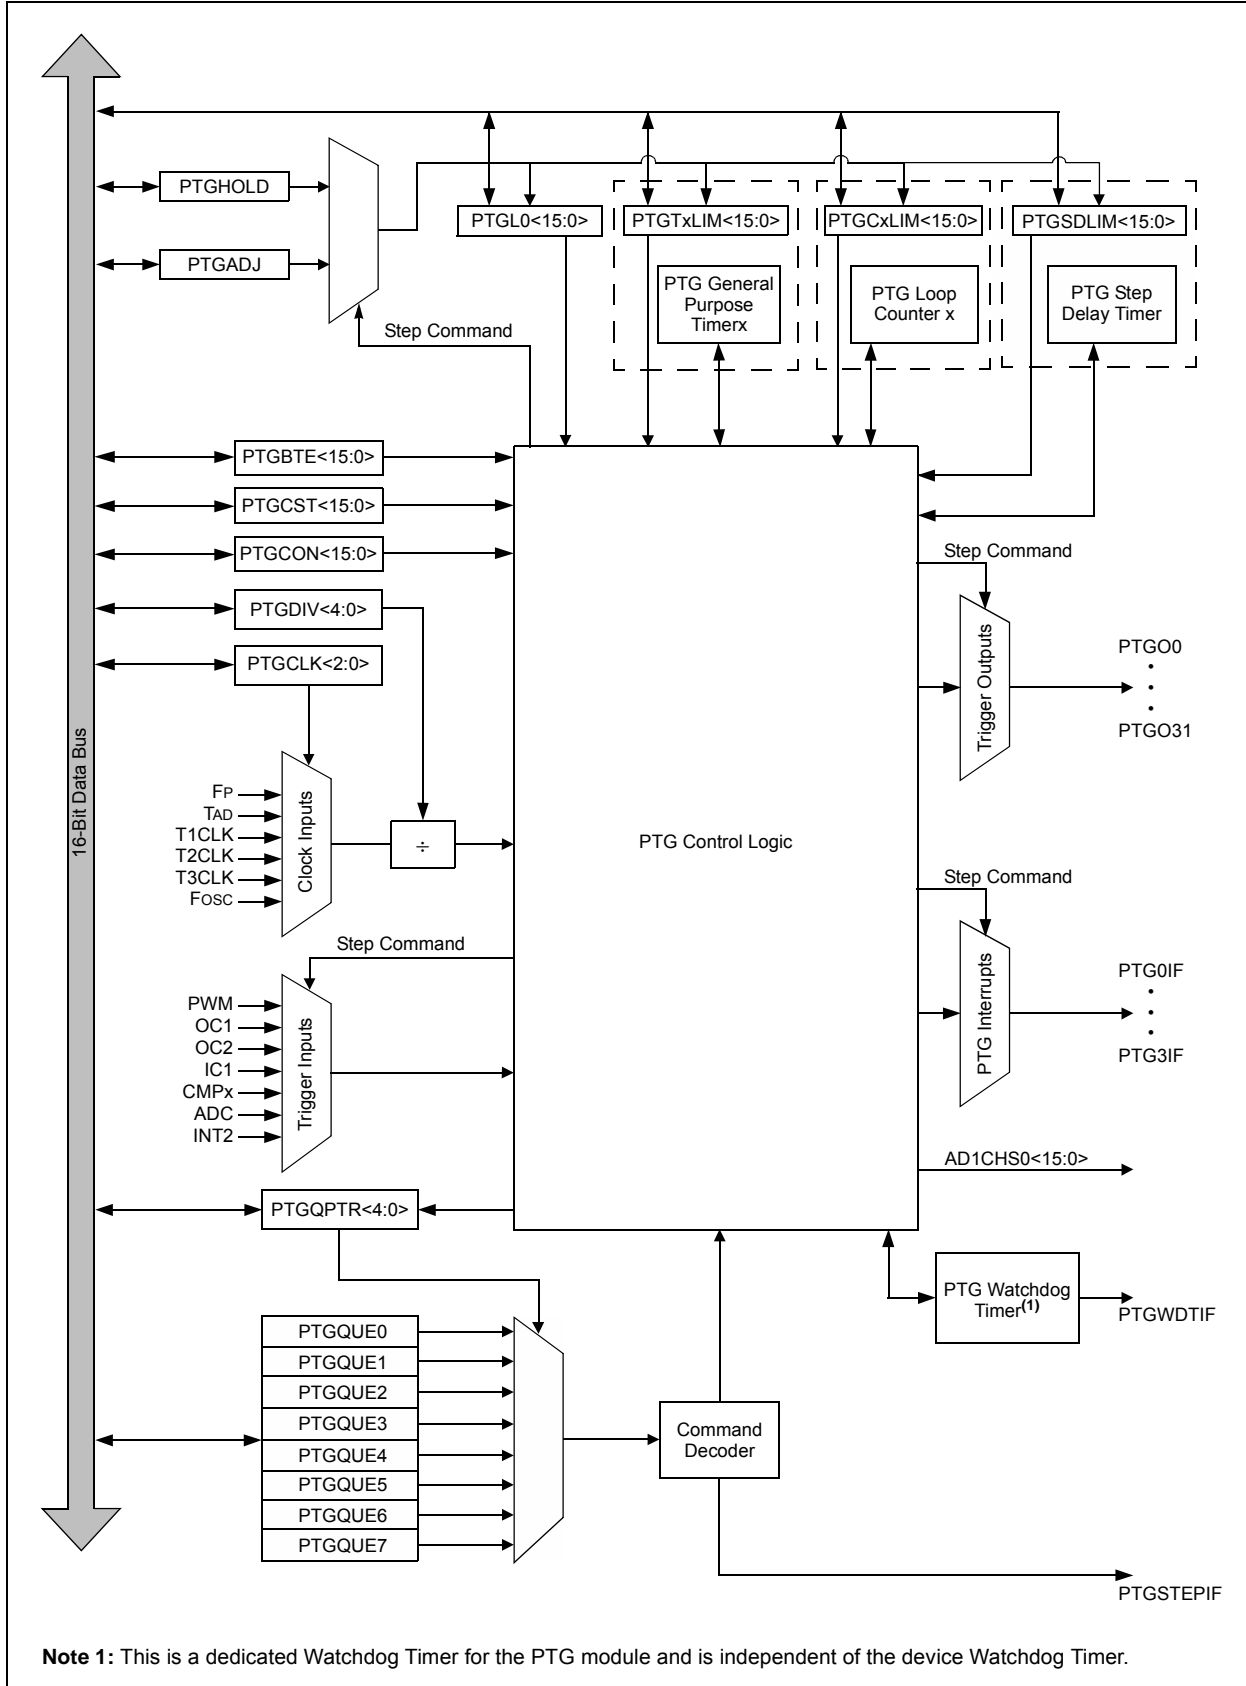 PTGHOLD
PTGADJ
PTGL0<15:0>
PTGTxLIM<15:0>
PTGCxLIM<15:0>
PTGSDLIM<15:0>
PTG General
Purpose
Timerx
PTG Loop
Counter x
PTG Step
Delay Timer
Step Command
16-Bit Data Bus
PTGBTE<15:0>
PTGCST<15:0>
PTGCON<15:0>
PTGDIV<4:0>
PTGCLK<2:0>
FP
TAD
T1CLK
T2CLK
T3CLK
FOSC
Clock Inputs
÷
PTG Control Logic
Step Command
Trigger Outputs
PTGO0
•
•
•
PTGO31
Step Command
PWM
OC1
OC2
IC1
CMPx
ADC
INT2
Trigger Inputs
Step Command
PTG Interrupts
PTG0IF
•
•
•
PTG3IF
AD1CHS0<15:0>
PTGQPTR<4:0>
PTG Watchdog
Timer(1)
PTGWDTIF
PTGQUE0
PTGQUE1
PTGQUE2
PTGQUE3
PTGQUE4
PTGQUE5
PTGQUE6
PTGQUE7
Command
Decoder
PTGSTEPIF
Note 1: This is a dedicated Watchdog Timer for the PTG module and is independent of the device Watchdog Timer.